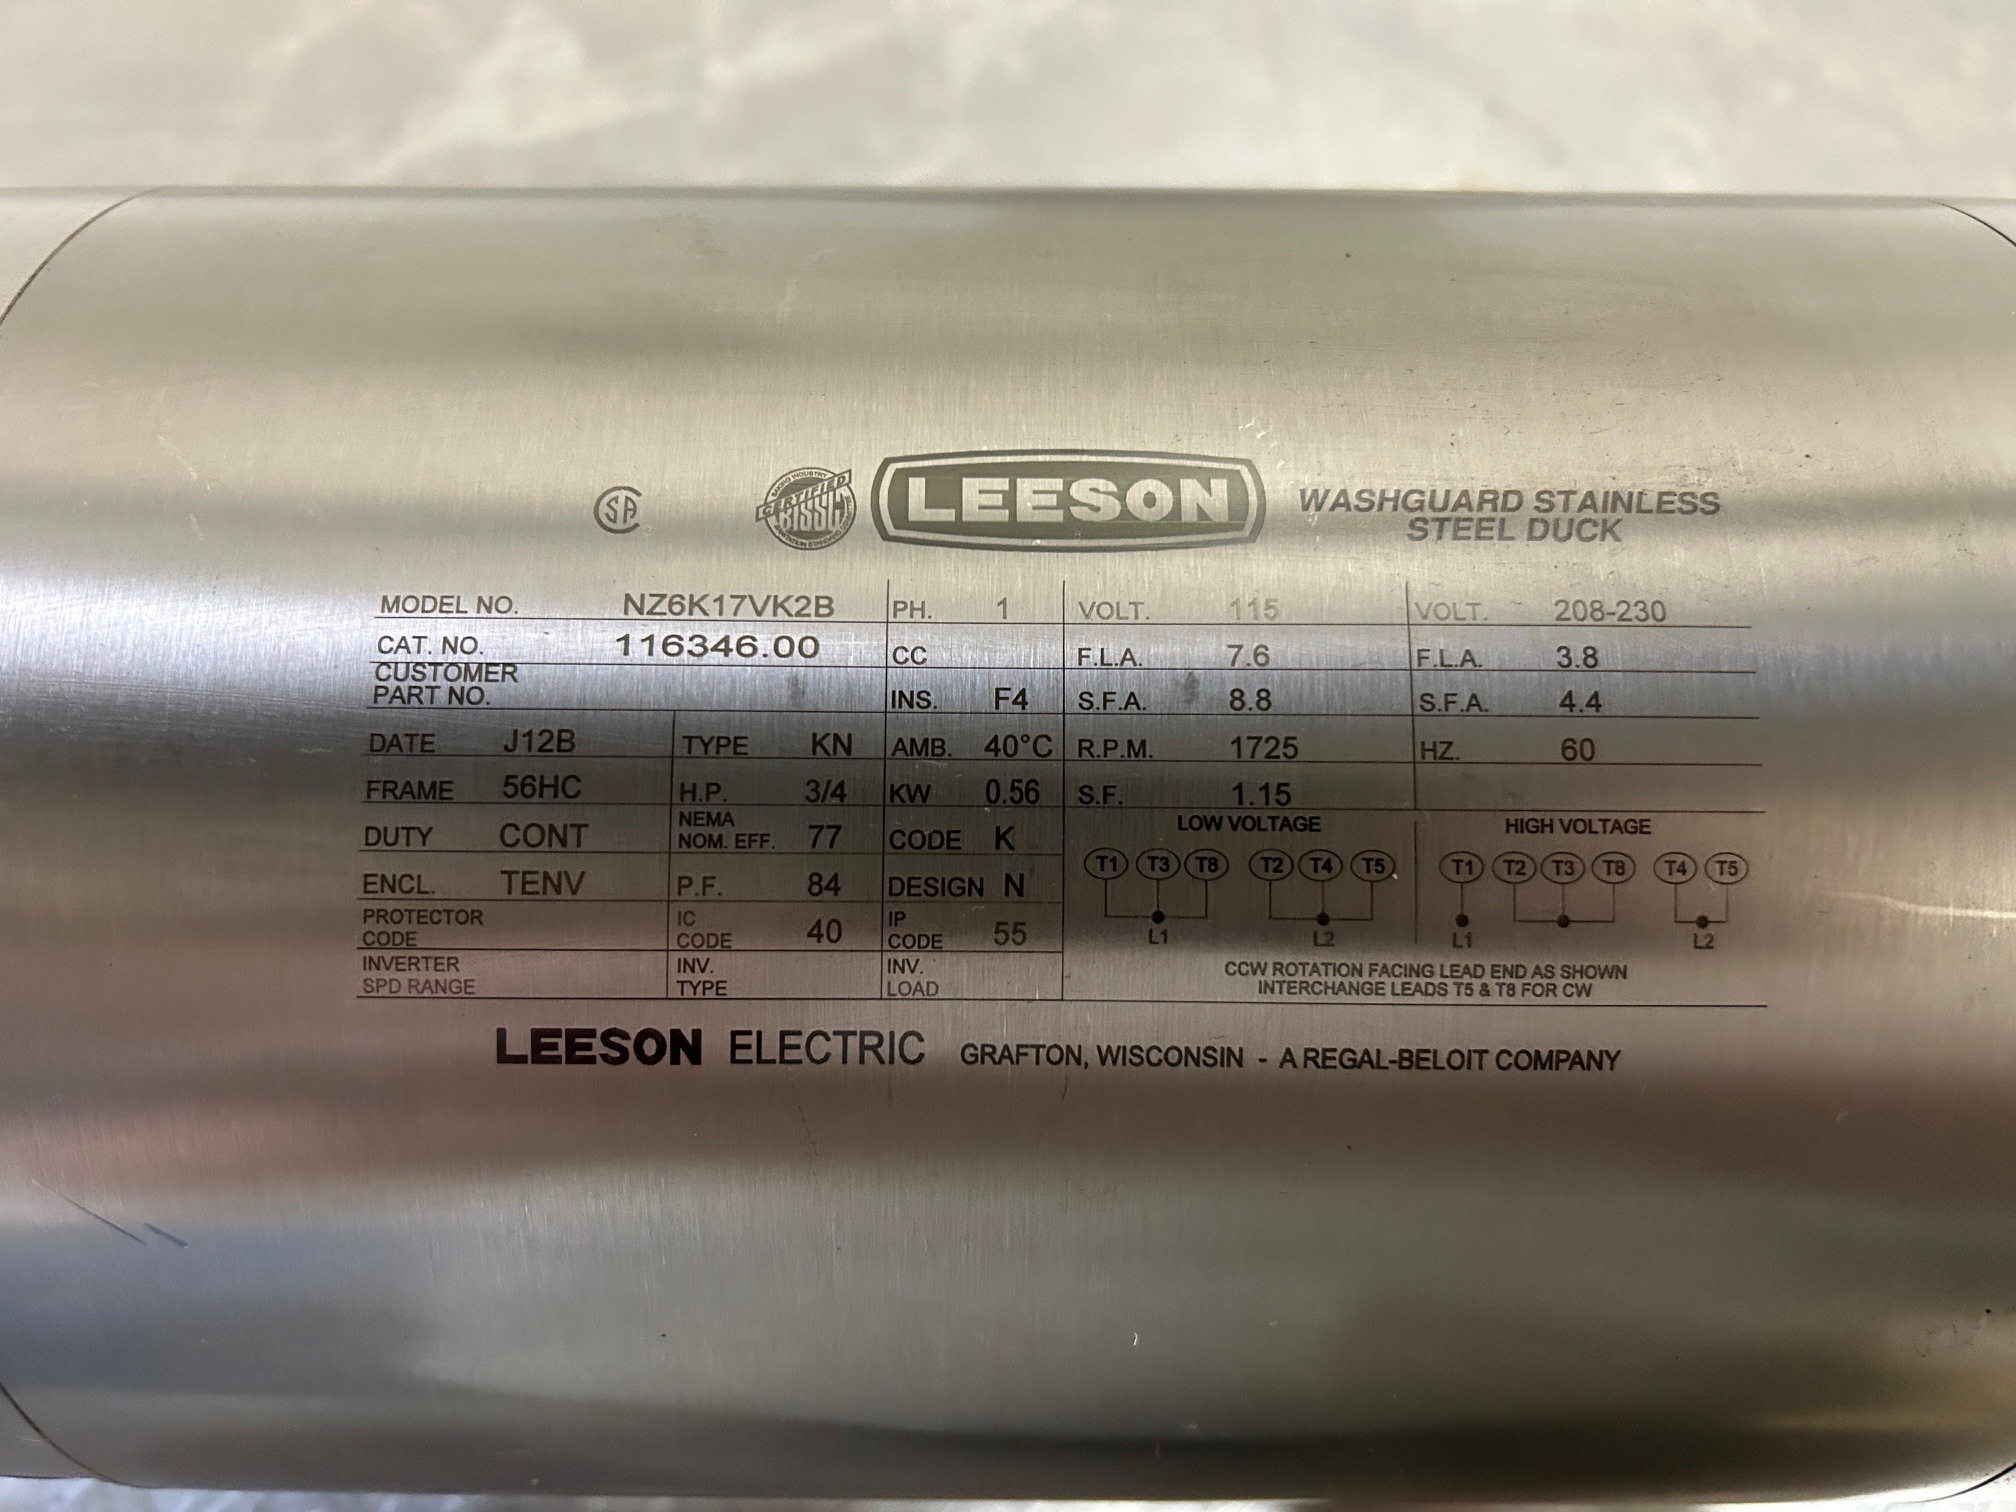 SA
BAKING INDUSTRY
CERTIFIED
BISSC
LEESON
WASHGUARD STAINLESS
STEEL DUCK
MODEL NO. NZ6K17VK2B PH. 1 VOLT. 115 VOLT. 208-230
CAT. NO. 116346.00 CC F.L.A. 7.6 F.L.A. 3.8
CUSTOMER
PART NO. INS. F4 S.F.A. 8.8 S.F.A. 4.4
DATE J12B TYPE KN AMB. 40°C R.P.M. 1725 HZ. 60
FRAME 56HC H.P. 3/4 KW 0.56 S.F. 1.15
DUTY CONT NEMA NOM. EFF. 77 CODE K
ENCL. TENV P.F. 84 DESIGN N
PROTECTOR CODE IC CODE 40 IP CODE 55
INVERTER SPD RANGE INV. TYPE INV. LOAD
LOW VOLTAGE
T1 T3 T8 T2 T4 T5
L1 L2
HIGH VOLTAGE
T1 T2 T3 T8 T4 T5
L1 L2
CCW ROTATION FACING LEAD END AS SHOWN
INTERCHANGE LEADS T5 & T8 FOR CW
LEESON ELECTRIC GRAFTON, WISCONSIN - A REGAL-BELOIT COMPANY